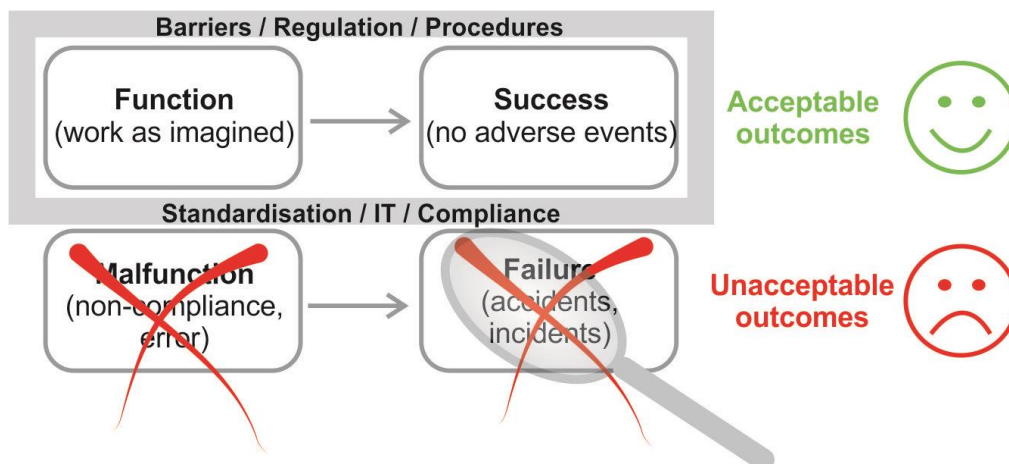 Barriers / Regulation / Procedures
Function
(work as imagined)
Success
(no adverse events)
Acceptable
outcomes
Standardisation / IT / Compliance
Malfunction
(non-compliance,
error)
Failure
(accidents,
incidents)
Unacceptable
outcomes